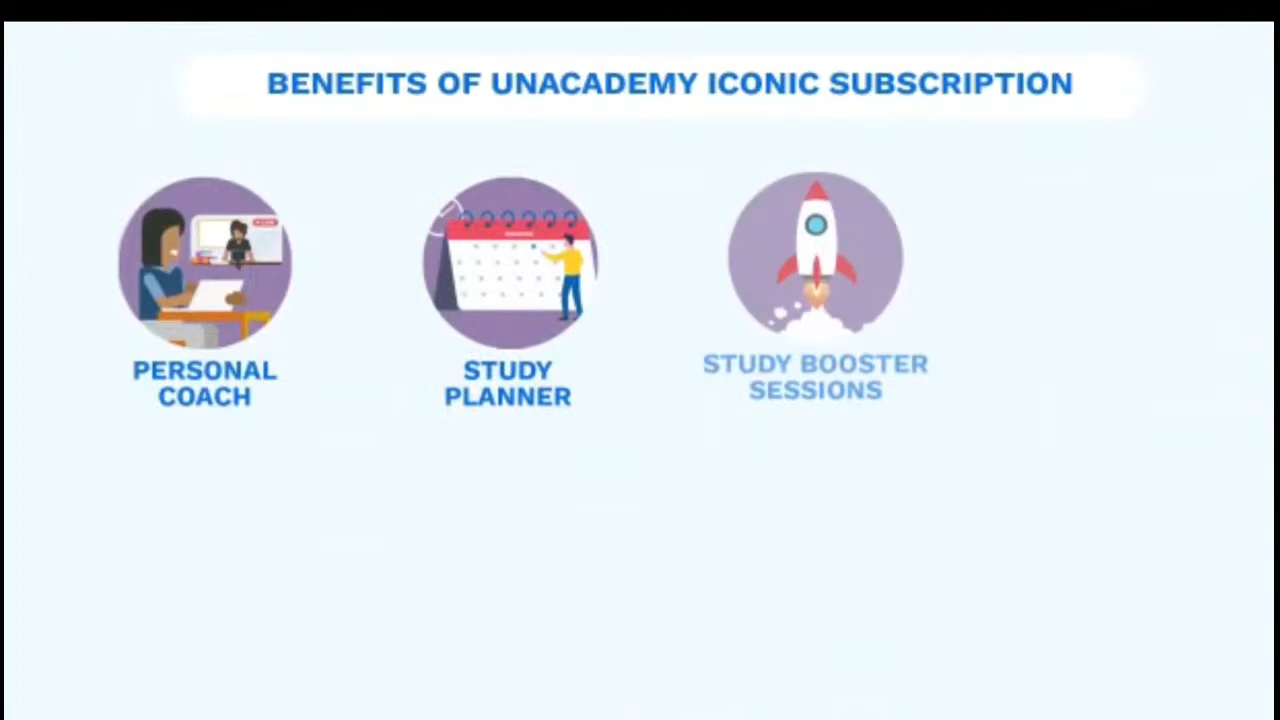 BENEFITS OF UNACADEMY ICONIC SUBSCRIPTION
PERSONAL
COACH
STUDY
PLANNER
STUDY BOOSTER
SESSIONS